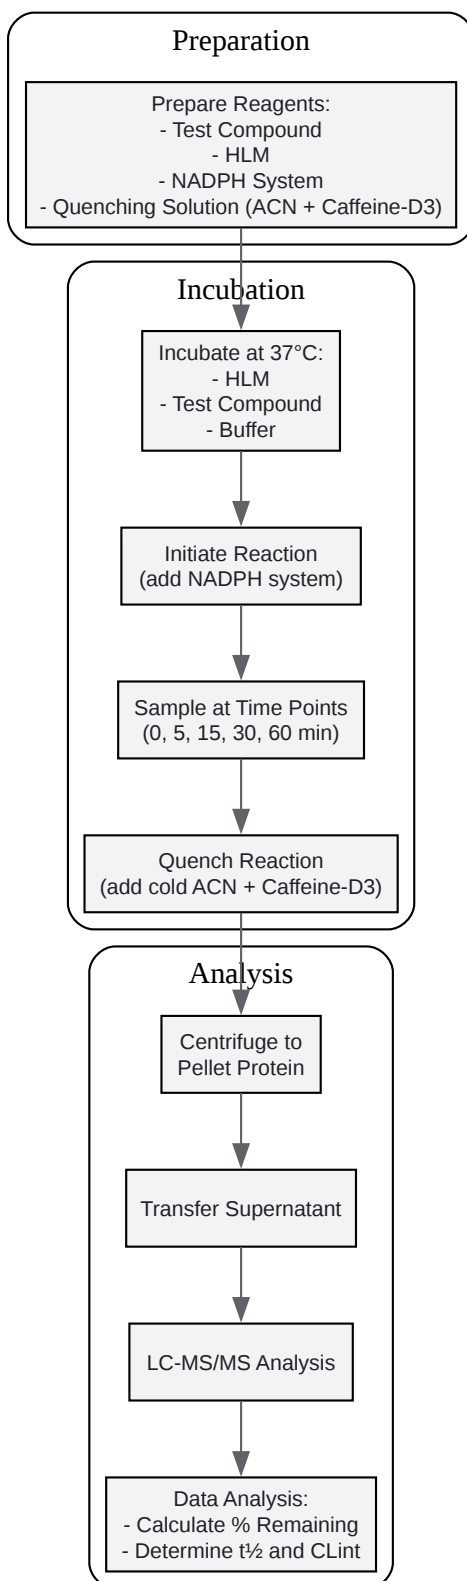 Preparation
Prepare Reagents:
- Test Compound
- HLM
- NADPH System
- Quenching Solution (ACN + Caffeine-D3)
Incubation
Incubate at 37°C:
- HLM
- Test Compound
- Buffer
Initiate Reaction
(add NADPH system)
Sample at Time Points
(0, 5, 15, 30, 60 min)
Quench Reaction
(add cold ACN + Caffeine-D3)
Analysis
Centrifuge to
Pellet Protein
Transfer Supernatant
LC-MS/MS Analysis
Data Analysis:
- Calculate % Remaining
- Determine t½ and CLint